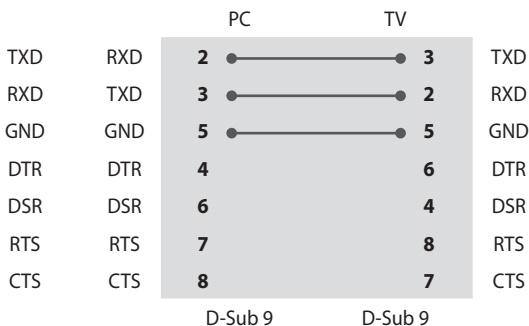 PC TV
TXD RXD 2 3 TXD
RXD TXD 3 2 RXD
GND GND 5 5 GND
DTR DTR 4 6 DTR
DSR DSR 6 4 DSR
RTS RTS 7 8 RTS
CTS CTS 8 7 CTS
D-Sub 9 D-Sub 9